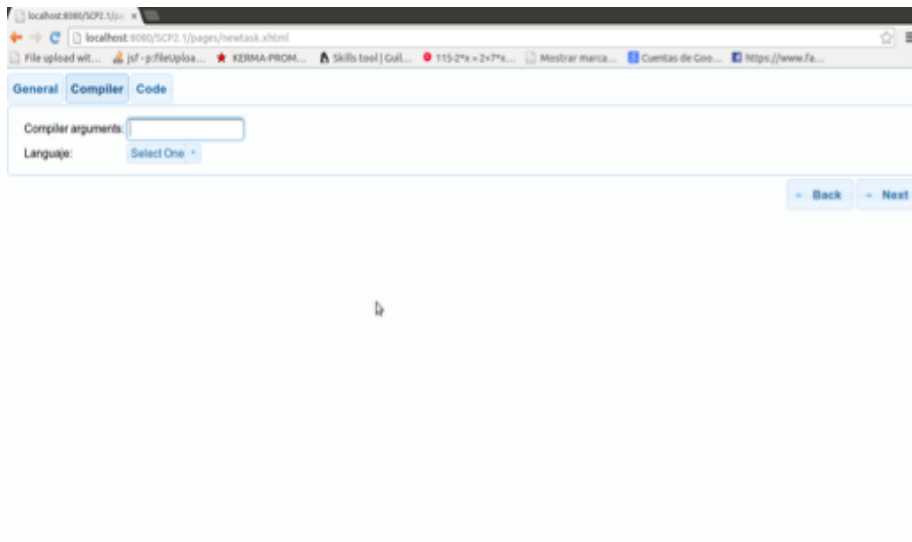 localhost:8080/SCP2.1/pa
localhost:8080/SCP2.1/pages/newtask.xhtml
File upload wit... jsf - p:fileUploa... KERMA-PROM... Skills tool | Guil... 115-2*x = 2+7*x... Mostrar marca... Cuentas de Goo... https://www.fa...
General Compiler Code
Compiler arguments:
Languaje: Select One
Back Next